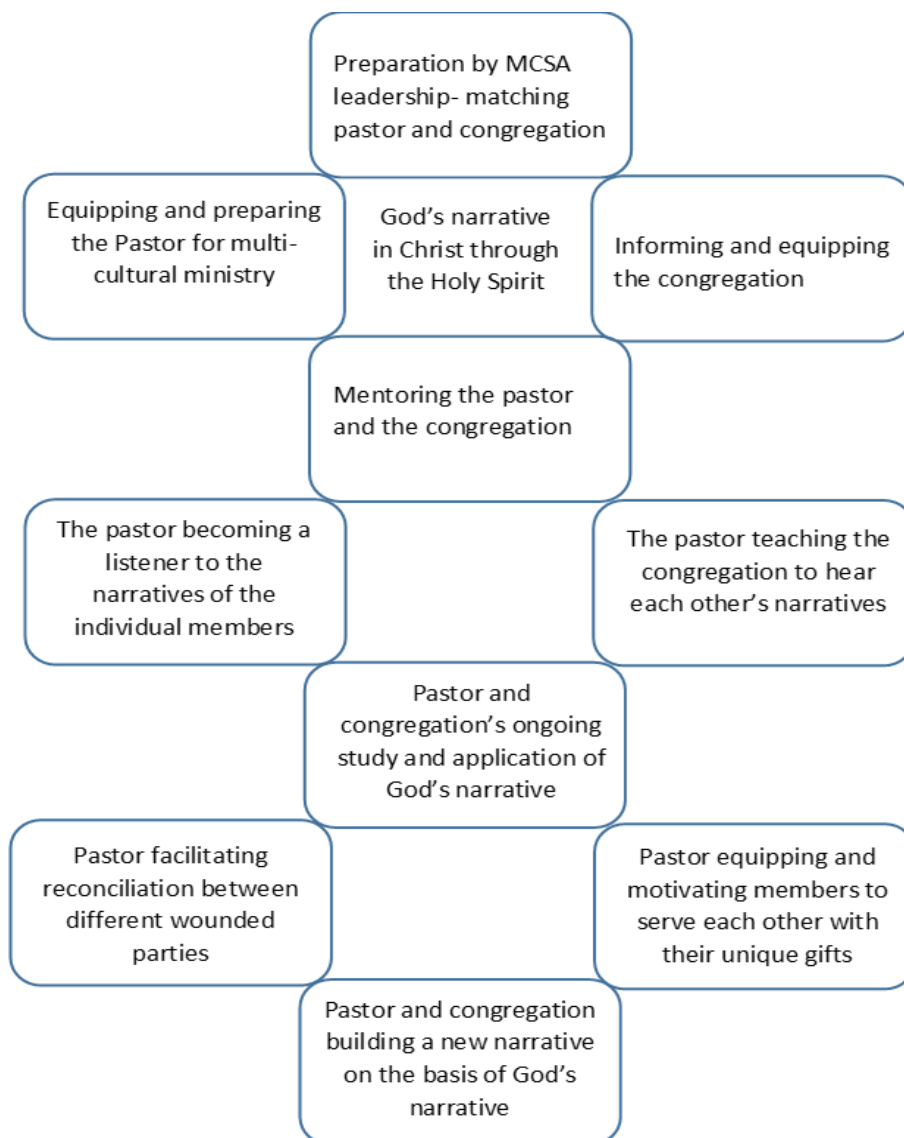 Preparation by MCSA
leadership- matching
pastor and congregation
Equipping and preparing
the Pastor for multi-
cultural ministry
God’s narrative
in Christ through
the Holy Spirit
Informing and equipping
the congregation
Mentoring the pastor
and the congregation
The pastor becoming a
listener to the
narratives of the
individual members
The pastor teaching the
congregation to hear
each other’s narratives
Pastor and
congregation’s ongoing
study and application of
God’s narrative
Pastor facilitating
reconciliation between
different wounded
parties
Pastor equipping and
motivating members to
serve each other with
their unique gifts
Pastor and congregation
building a new narrative
on the basis of God’s
narrative